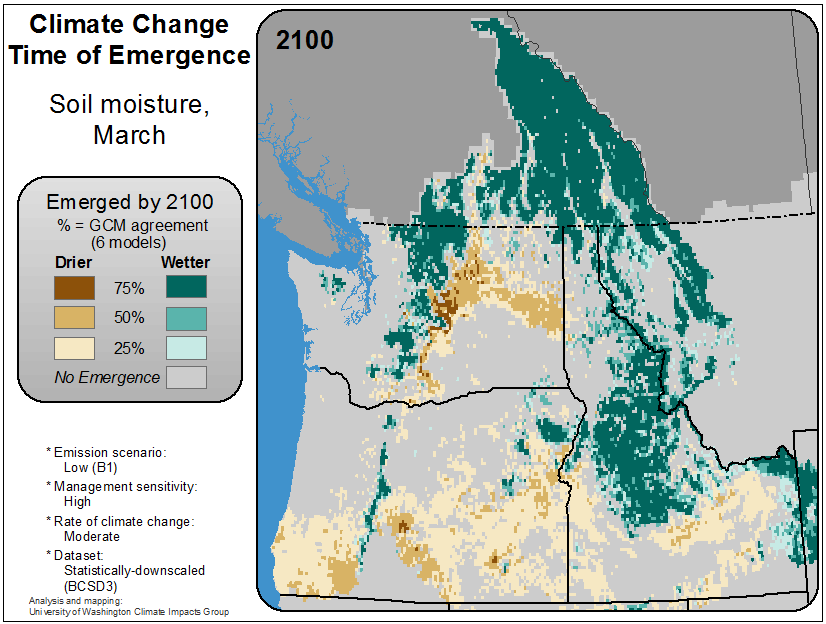 Climate Change
Time of Emergence
Soil moisture,
March
Emerged by 2100
% = GCM agreement
(6 models)
Drier Wetter
75%
50%
25%
No Emergence
* Emission scenario:
Low (B1)
* Management sensitivity:
High
* Rate of climate change:
Moderate
* Dataset:
Statistically-downscaled
(BCSD3)
Analysis and mapping:
University of Washington Climate Impacts Group
2100